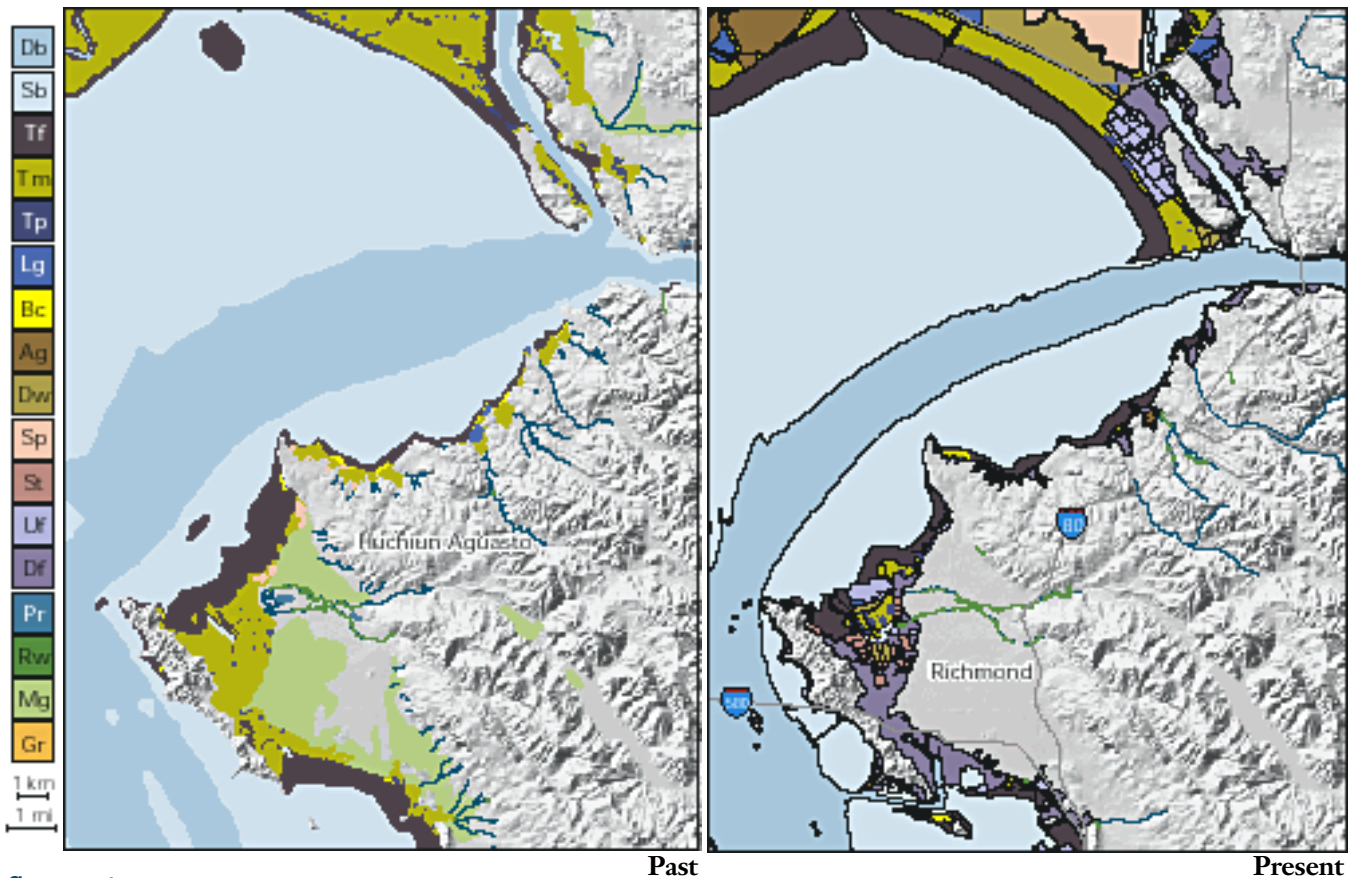 Db
Sb
Tf
Tm
Tp
Lg
Bc
Ag
Dw
Sp
St
Uf
Df
Pr
Rw
Mg
Gr
1 km
1 mi
Huchiun Aguasto
80
Richmond
580
Past
Present